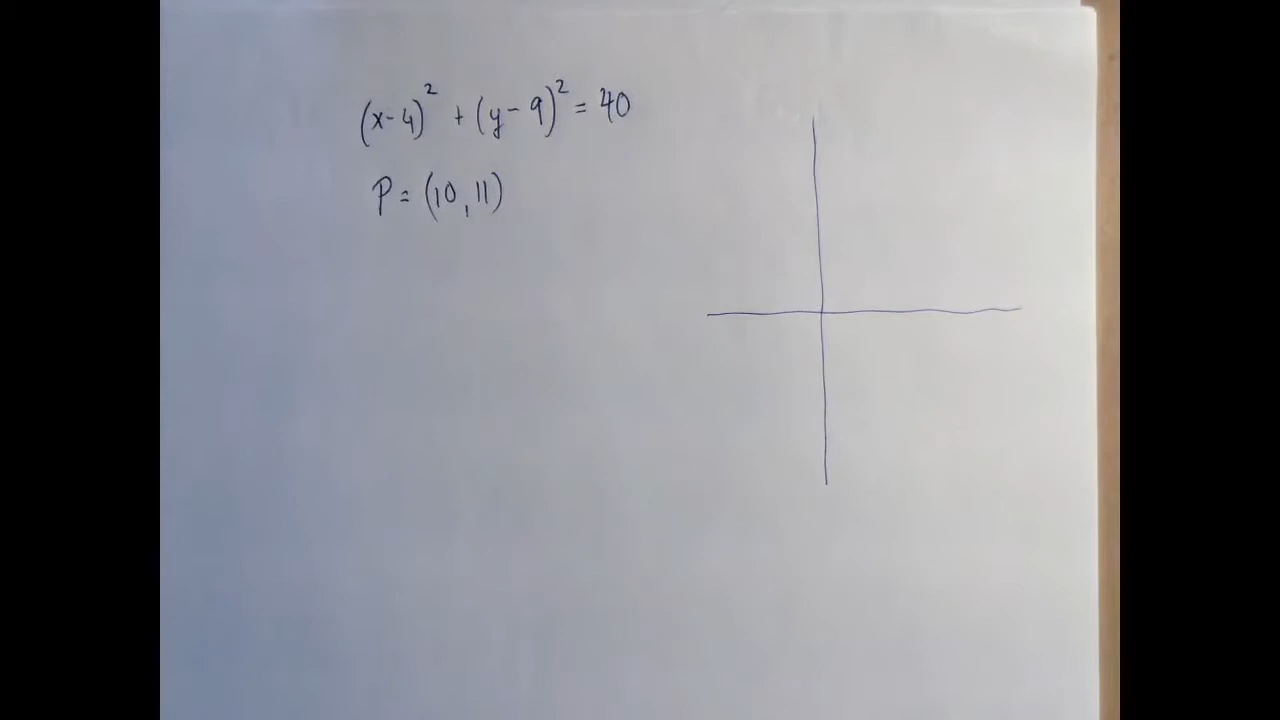 (x-4)² + (y-9)² = 40
P = (10, 11)